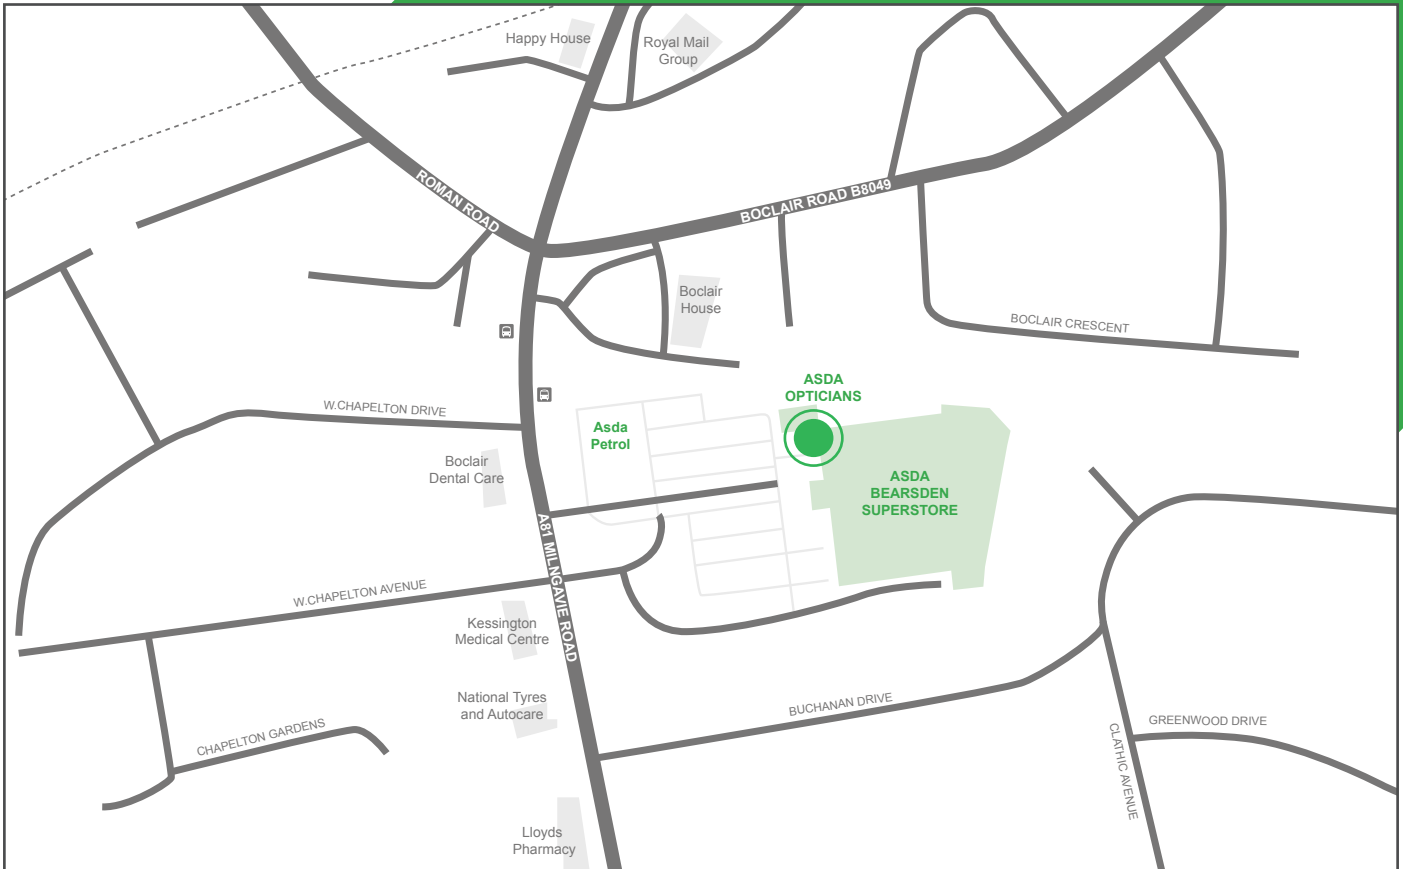 Happy House
Royal Mail
Group
ROMAN ROAD
BOCLAIR ROAD B8049
Boclair
House
BOCLAIR CRESCENT
ASDA
OPTICIANS
W.CHAPELTON DRIVE
Asda
Petrol
Boclair
Dental Care
ASDA
BEARSDEN
SUPERSTORE
A81 MILNGAVIE ROAD
W.CHAPELTON AVENUE
Kessington
Medical Centre
National Tyres
and Autocare
BUCHANAN DRIVE
GREENWOOD DRIVE
CHAPELTON GARDENS
CLATHIC AVENUE
Lloyds
Pharmacy